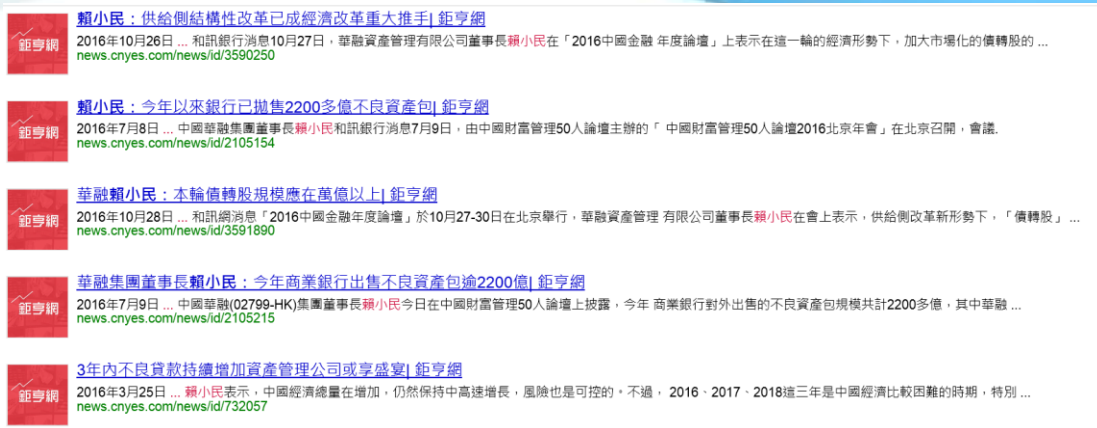 賴小民：供給側結構性改革已成經濟改革重大推手| 鉅亨網
鉅亨網
2016年10月26日 ... 和訊銀行消息10月27日，華融資產管理有限公司董事長賴小民在「2016中國金融 年度論壇」上表示在這一輪的經濟形勢下，加大市場化的債轉股的 ...
news.cnyes.com/news/id/3590250
賴小民：今年以來銀行已拋售2200多億不良資產包| 鉅亨網
鉅亨網
2016年7月8日 ... 中國華融集團董事長賴小民和訊銀行消息7月9日，由中國財富管理50人論壇主辦的「 中國財富管理50人論壇2016北京年會」在北京召開，會議.
news.cnyes.com/news/id/2105154
華融賴小民：本輪債轉股規模應在萬億以上| 鉅亨網
鉅亨網
2016年10月28日 ... 和訊網消息「2016中國金融年度論壇」於10月27-30日在北京舉行，華融資產管理 有限公司董事長賴小民在會上表示，供給側改革新形勢下，「債轉股」 ...
news.cnyes.com/news/id/3591890
華融集團董事長賴小民：今年商業銀行出售不良資產包逾2200億| 鉅亨網
鉅亨網
2016年7月9日 ... 中國華融(02799-HK)集團董事長賴小民今日在中國財富管理50人論壇上披露，今年 商業銀行對外出售的不良資產包規模共計2200多億，其中華融 ...
news.cnyes.com/news/id/2105215
3年內不良貸款持續增加資產管理公司或享盛宴| 鉅亨網
鉅亨網
2016年3月25日 ... 賴小民表示，中國經濟總量在增加，仍然保持中高速增長，風險也是可控的。不過， 2016、2017、2018這三年是中國經濟比較困難的時期，特別 ...
news.cnyes.com/news/id/732057